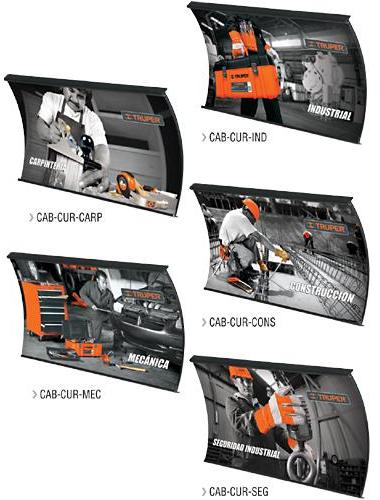 TRUPER
INDUSTRIAL
> CAB-CUR-IND
TRUPER
CARPINTERÍA
> CAB-CUR-CARP
TRUPER
CONSTRUCCIÓN
> CAB-CUR-CONS
TRUPER
MECÁNICA
> CAB-CUR-MEC
TRUPER
SEGURIDAD INDUSTRIAL
> CAB-CUR-SEG